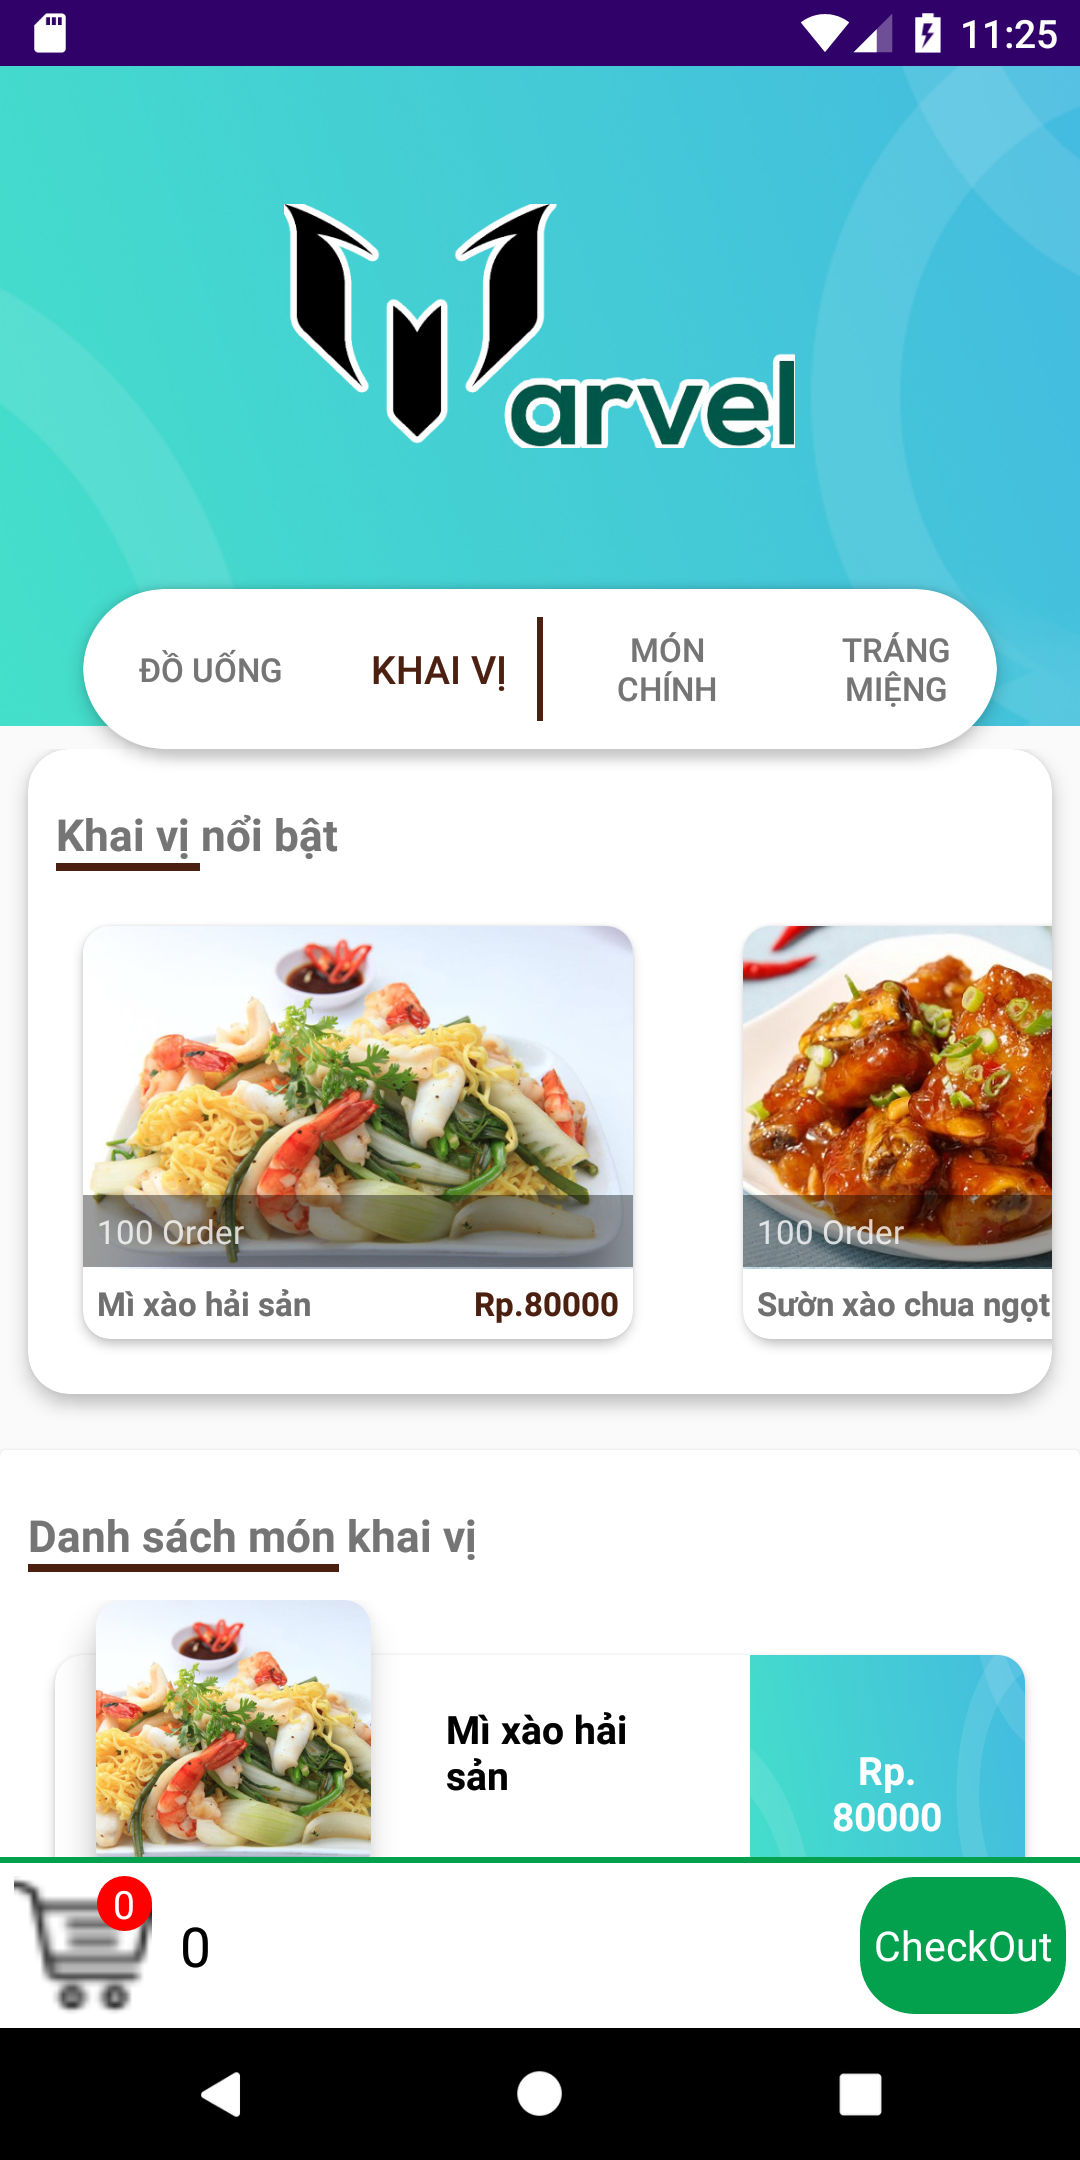 11:25
arvel
ĐỒ UỐNG
KHAI VỊ
MÓN
CHÍNH
TRÁNG
MIỆNG
Khai vị nổi bật
100 Order
Mì xào hải sản
Rp.80000
100 Order
Sườn xào chua ngọt
Danh sách món khai vị
Mì xào hải
sản
Rp.
80000
0
0
CheckOut